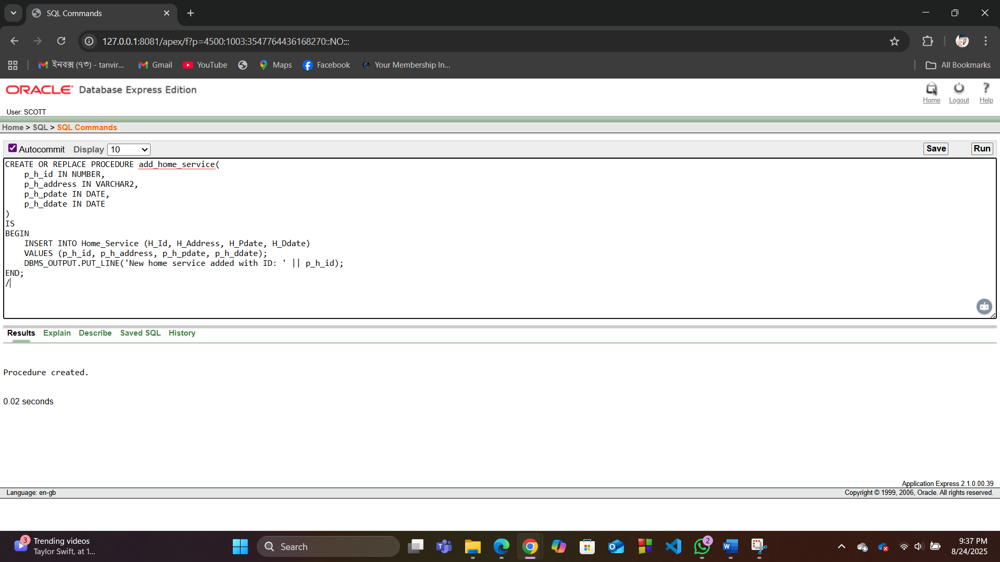 SQL Commands
127.0.0.1:8081/apex/f?p=4500:1003:3547764436168270::NO:::
ইনবক্স (৭৩) - tanvir... Gmail YouTube Maps Facebook Your Membership In... All Bookmarks
ORACLE Database Express Edition
Home Logout Help
User: SCOTT
Home > SQL > SQL Commands
Autocommit Display 10 Save Run
CREATE OR REPLACE PROCEDURE add_home_service(
    p_h_id IN NUMBER,
    p_h_address IN VARCHAR2,
    p_h_pdate IN DATE,
    p_h_ddate IN DATE
)
IS
BEGIN
    INSERT INTO Home_Service (H_Id, H_Address, H_Pdate, H_Ddate)
    VALUES (p_h_id, p_h_address, p_h_pdate, p_h_ddate);
    DBMS_OUTPUT.PUT_LINE('New home service added with ID: ' || p_h_id);
END;
/
Results Explain Describe Saved SQL History
Procedure created.
0.02 seconds
Application Express 2.1.0.00.39
Language: en-gb Copyright © 1999, 2006, Oracle. All rights reserved.
3 Trending videos
Taylor Swift, at 1...
Search
2
9:37 PM
8/24/2025